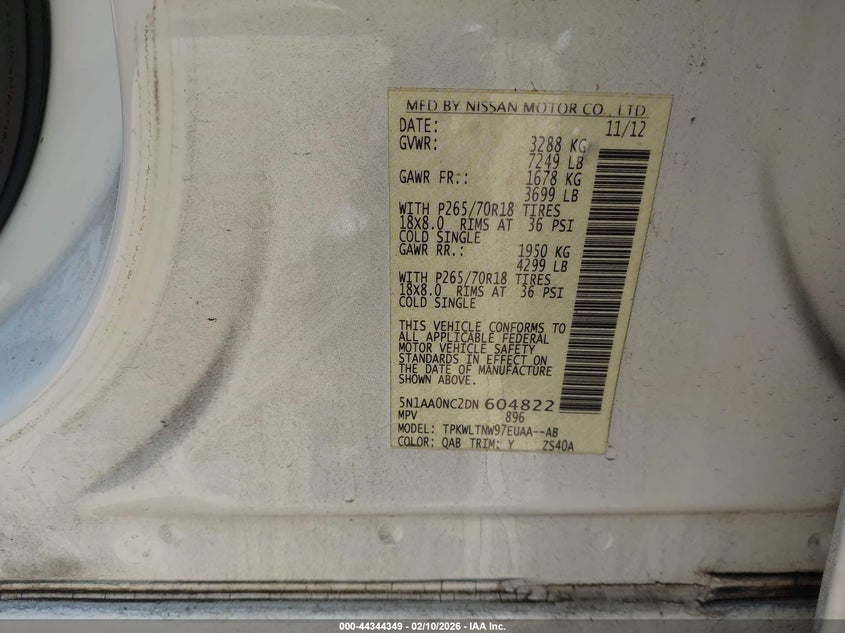 MFD BY NISSAN MOTOR CO., LTD
DATE: 11/12
GVWR: 3288 KG
7249 LB
GAWR FR.: 1678 KG
3699 LB
WITH P265/70R18 TIRES
18X8.0 RIMS AT 36 PSI
COLD SINGLE
GAWR RR.: 1950 KG
4299 LB
WITH P265/70R18 TIRES
18X8.0 RIMS AT 36 PSI
COLD SINGLE
THIS VEHICLE CONFORMS TO
ALL APPLICABLE FEDERAL
MOTOR VEHICLE SAFETY
STANDARDS IN EFFECT ON
THE DATE OF MANUFACTURE
SHOWN ABOVE.
5N1AA0NC2DN 604822
MPV 896
MODEL: TPKWLTNW97EUAA--AB
COLOR: QAB TRIM: Y ZS40A
000-44344349 - 02/10/2026 - IAA Inc.